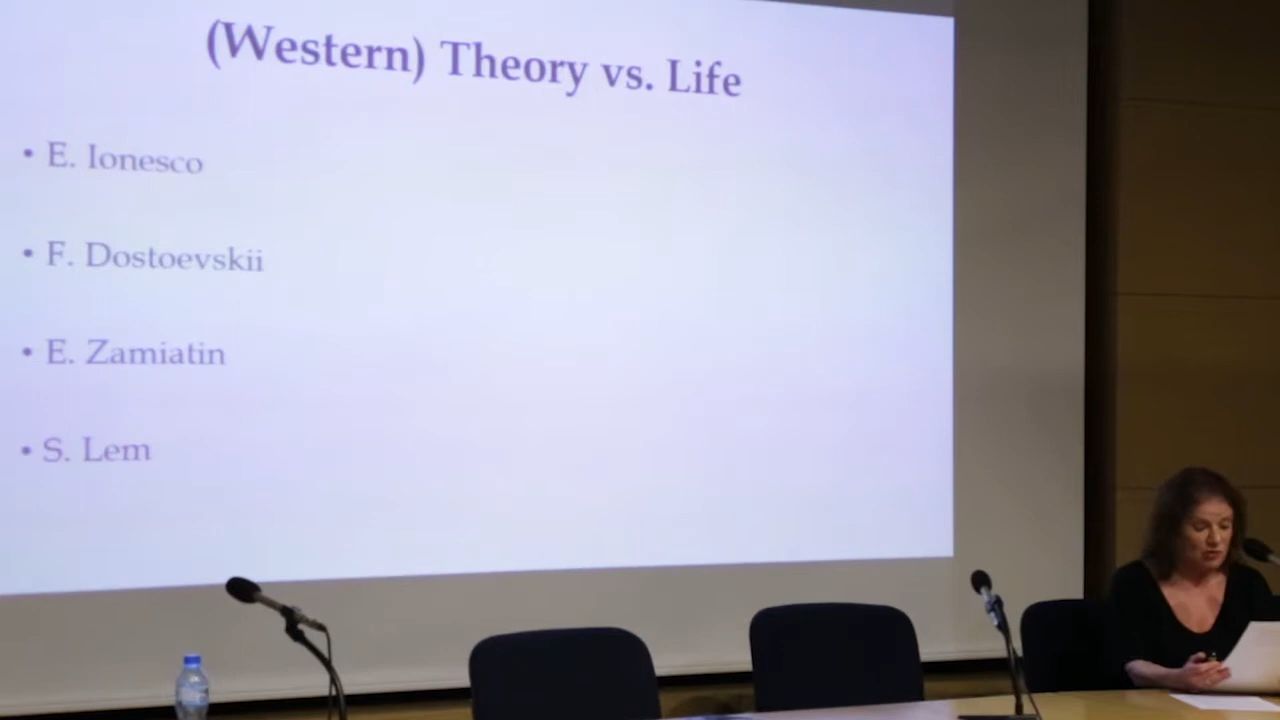 (Western) Theory vs. Life
• E. Ionesco
• F. Dostoevskii
• E. Zamiatin
• S. Lem